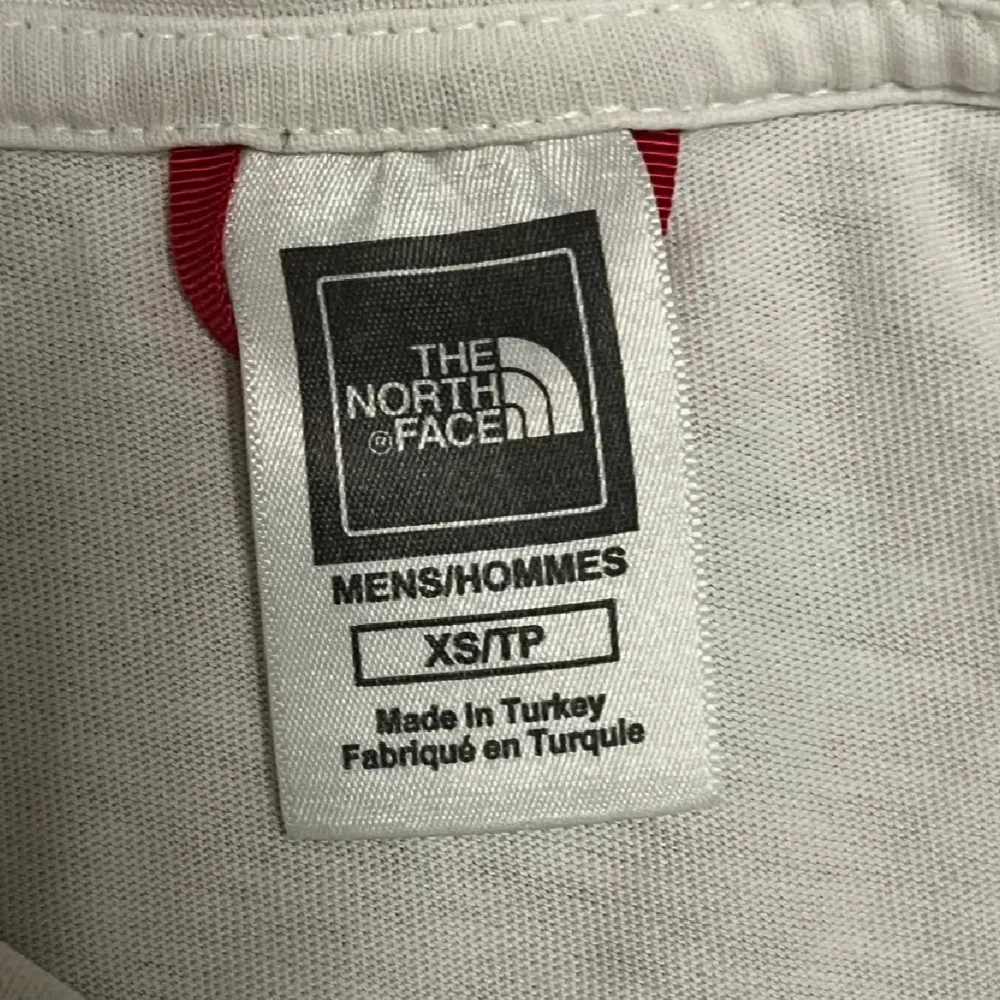 THE
NORTH
®FACE
MENS/HOMMES
XS/TP
Made in Turkey
Fabriqué en Turquie